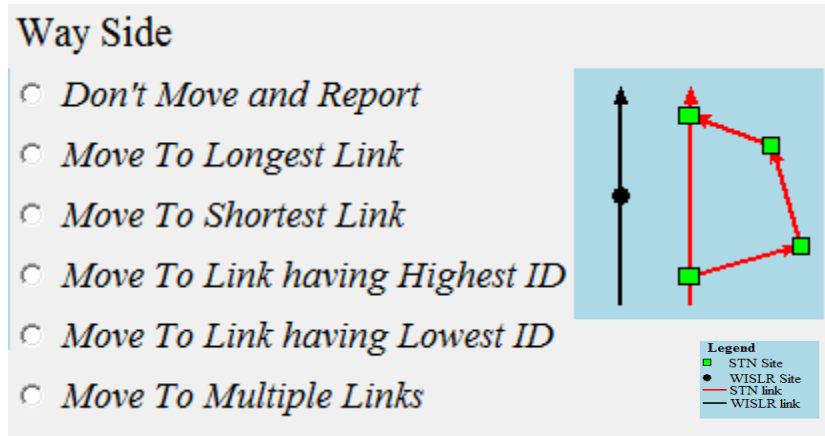 Way Side
Don't Move and Report
Move To Longest Link
Move To Shortest Link
Move To Link having Highest ID
Move To Link having Lowest ID
Move To Multiple Links
Legend
STN Site
WISLR Site
STN link
WISLR link